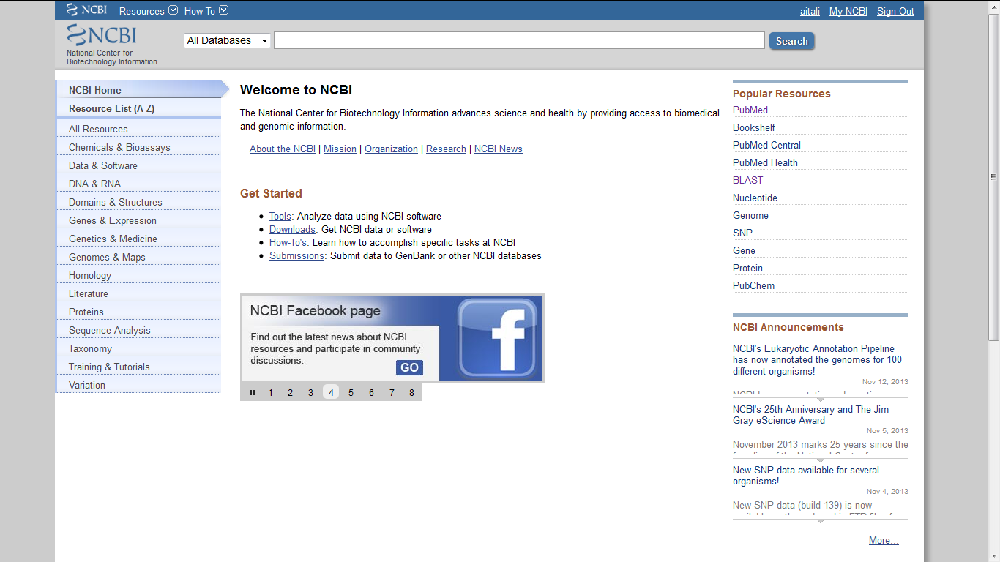 NCBI Resources How To aitali My NCBI Sign Out
NCBI
National Center for
Biotechnology Information
All Databases Search
NCBI Home
Resource List (A-Z)
All Resources
Chemicals & Bioassays
Data & Software
DNA & RNA
Domains & Structures
Genes & Expression
Genetics & Medicine
Genomes & Maps
Homology
Literature
Proteins
Sequence Analysis
Taxonomy
Training & Tutorials
Variation
Welcome to NCBI
The National Center for Biotechnology Information advances science and health by providing access to biomedical
and genomic information.
About the NCBI | Mission | Organization | Research | NCBI News
Get Started
• Tools: Analyze data using NCBI software
• Downloads: Get NCBI data or software
• How-To's: Learn how to accomplish specific tasks at NCBI
• Submissions: Submit data to GenBank or other NCBI databases
NCBI Facebook page
Find out the latest news about NCBI
resources and participate in community
discussions.
GO
f
1 2 3 4 5 6 7 8
Popular Resources
PubMed
Bookshelf
PubMed Central
PubMed Health
BLAST
Nucleotide
Genome
SNP
Gene
Protein
PubChem
NCBI Announcements
NCBI's Eukaryotic Annotation Pipeline
has now annotated the genomes for 100
different organisms!
Nov 12, 2013
NCBI's 25th Anniversary and The Jim
Gray eScience Award
Nov 5, 2013
November 2013 marks 25 years since the
New SNP data available for several
organisms!
Nov 4, 2013
New SNP data (build 139) is now
More...